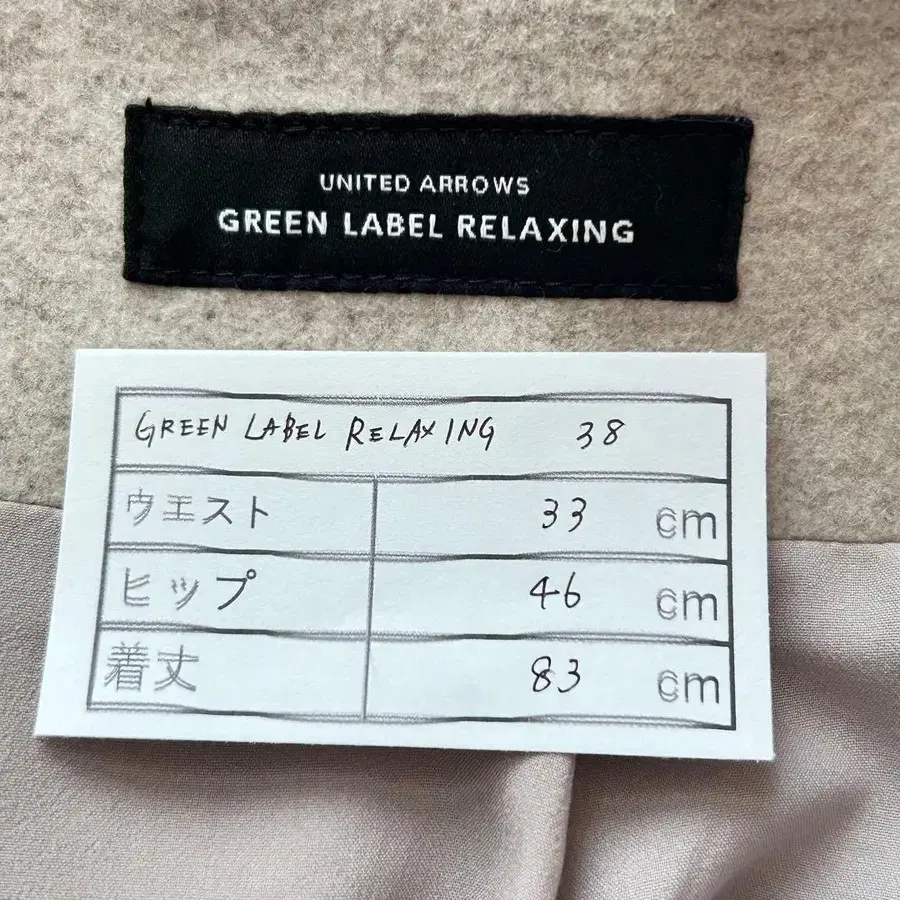 UNITED ARROWS
GREEN LABEL RELAXING
GREEN LABEL RELAXING 38
ウエスト 33 cm
ヒップ 46 cm
着丈 83 cm